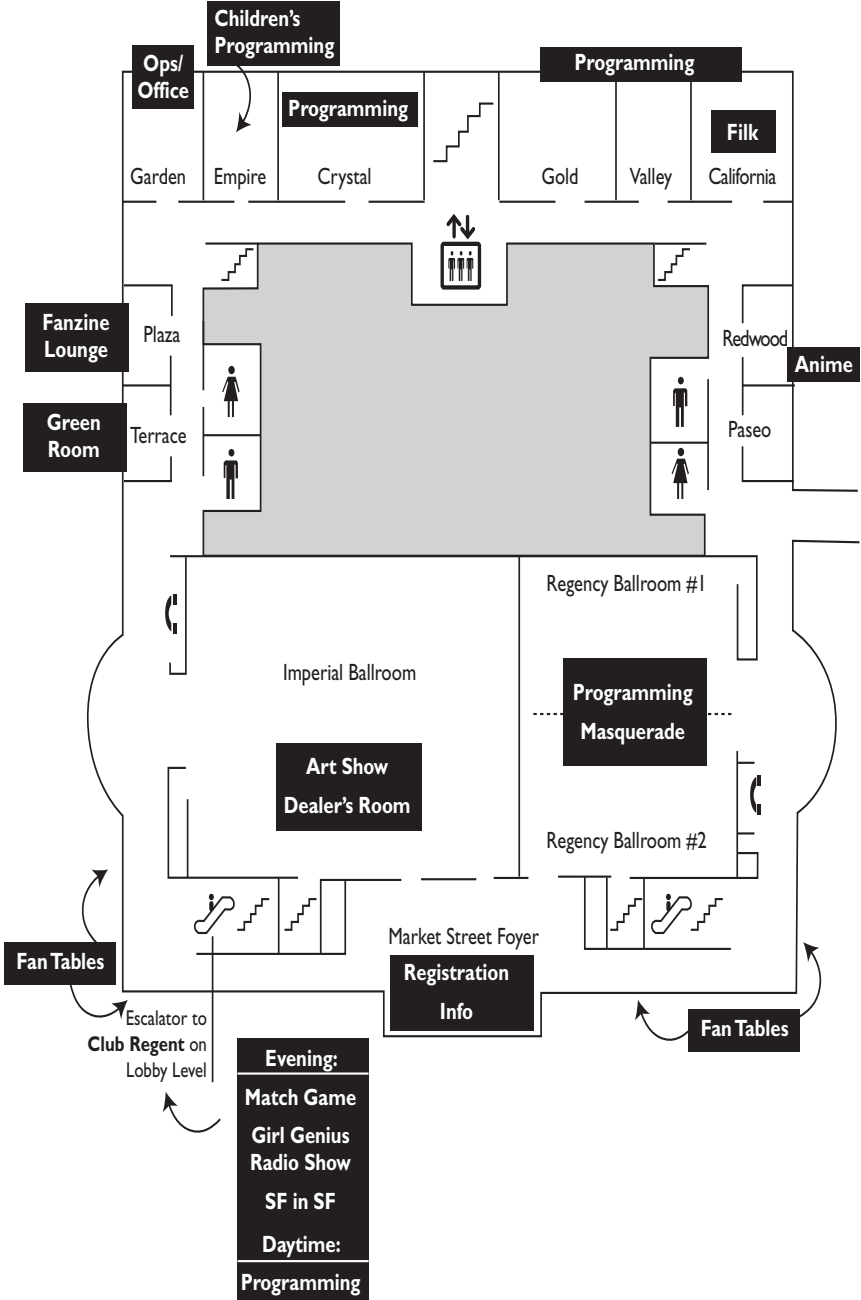 Children's
Programming
Ops/
Office
Programming
Programming
Filk
Garden
Empire
Crystal
Gold
Valley
California
Fanzine
Lounge
Plaza
Redwood
Anime
Green
Room
Terrace
Paseo
Regency Ballroom #1
Imperial Ballroom
Programming
Masquerade
Art Show
Dealer's Room
Regency Ballroom #2
Market Street Foyer
Fan Tables
Registration
Info
Escalator to
Club Regent on
Lobby Level
Fan Tables
Evening:
Match Game
Girl Genius
Radio Show
SF in SF
Daytime:
Programming